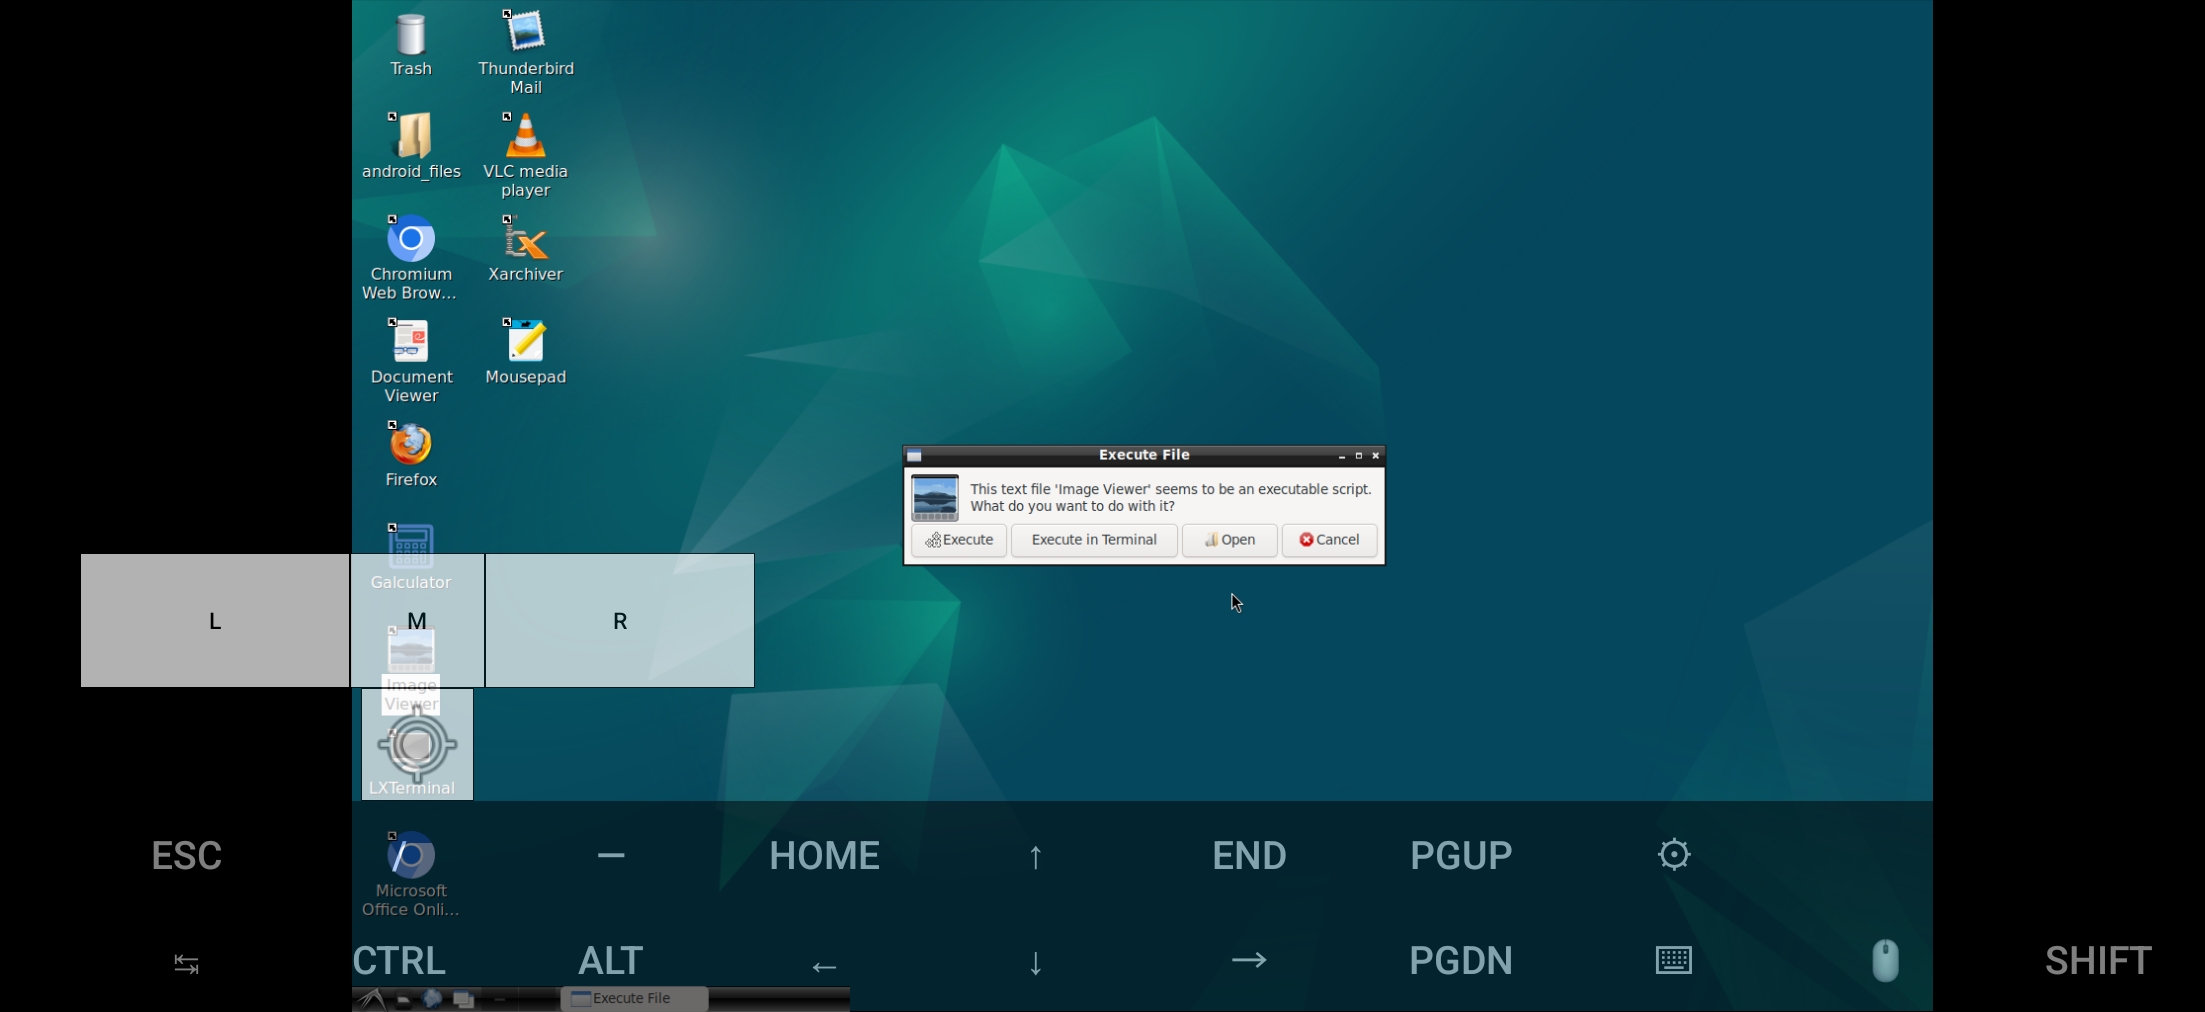 Trash
Thunderbird
Mail
android_files
VLC media
player
Chromium
Web Brow...
Xarchiver
Document
Viewer
Mousepad
Firefox
Galculator
Execute File
This text file 'Image Viewer' seems to be an executable script.
What do you want to do with it?
Execute
Execute in Terminal
Open
Cancel
L
M
R
Image
Viewer
LXTerminal
Microsoft
Office Onli...
ESC
—
HOME
↑
END
PGUP
CTRL
ALT
←
↓
→
PGDN
SHIFT
Execute File